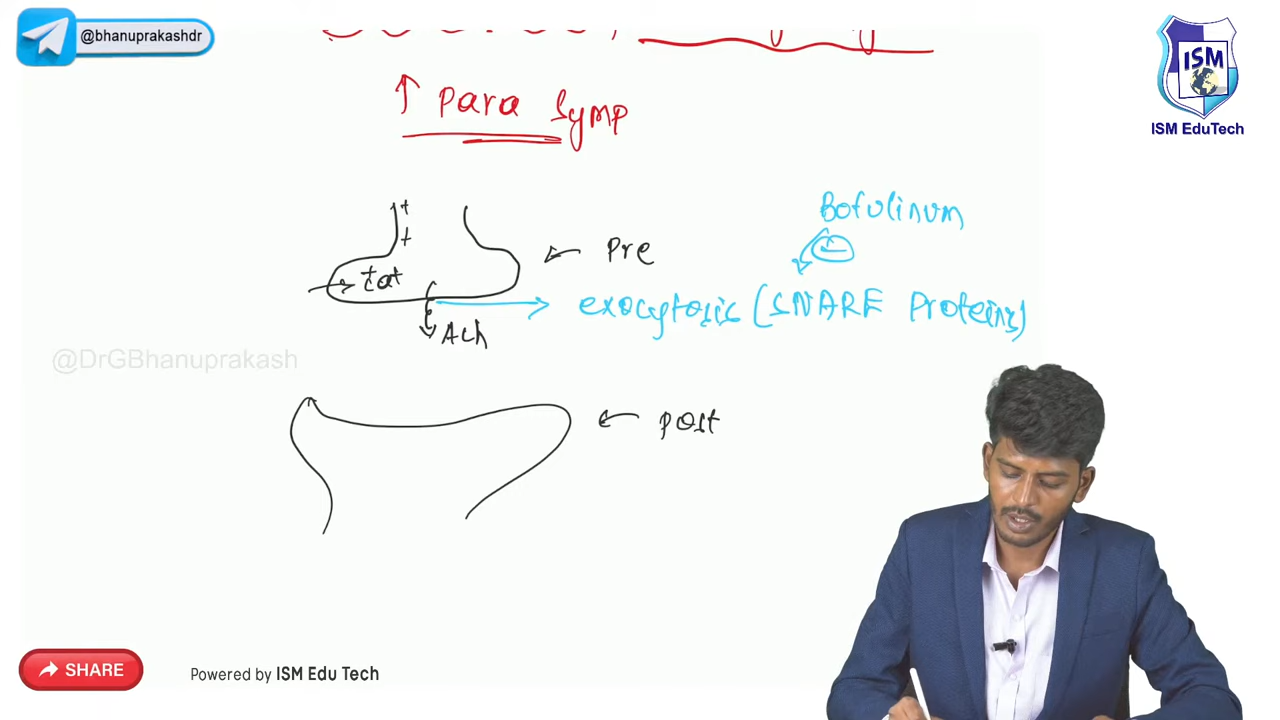 @bhanuprakashdr
ISM
ISM EduTech
↑ para symp
Botulinum
Pre
Cat
exocytosis (SNARE Proteins)
Ach
@DrGBhanuprakash
post
SHARE
Powered by ISM Edu Tech